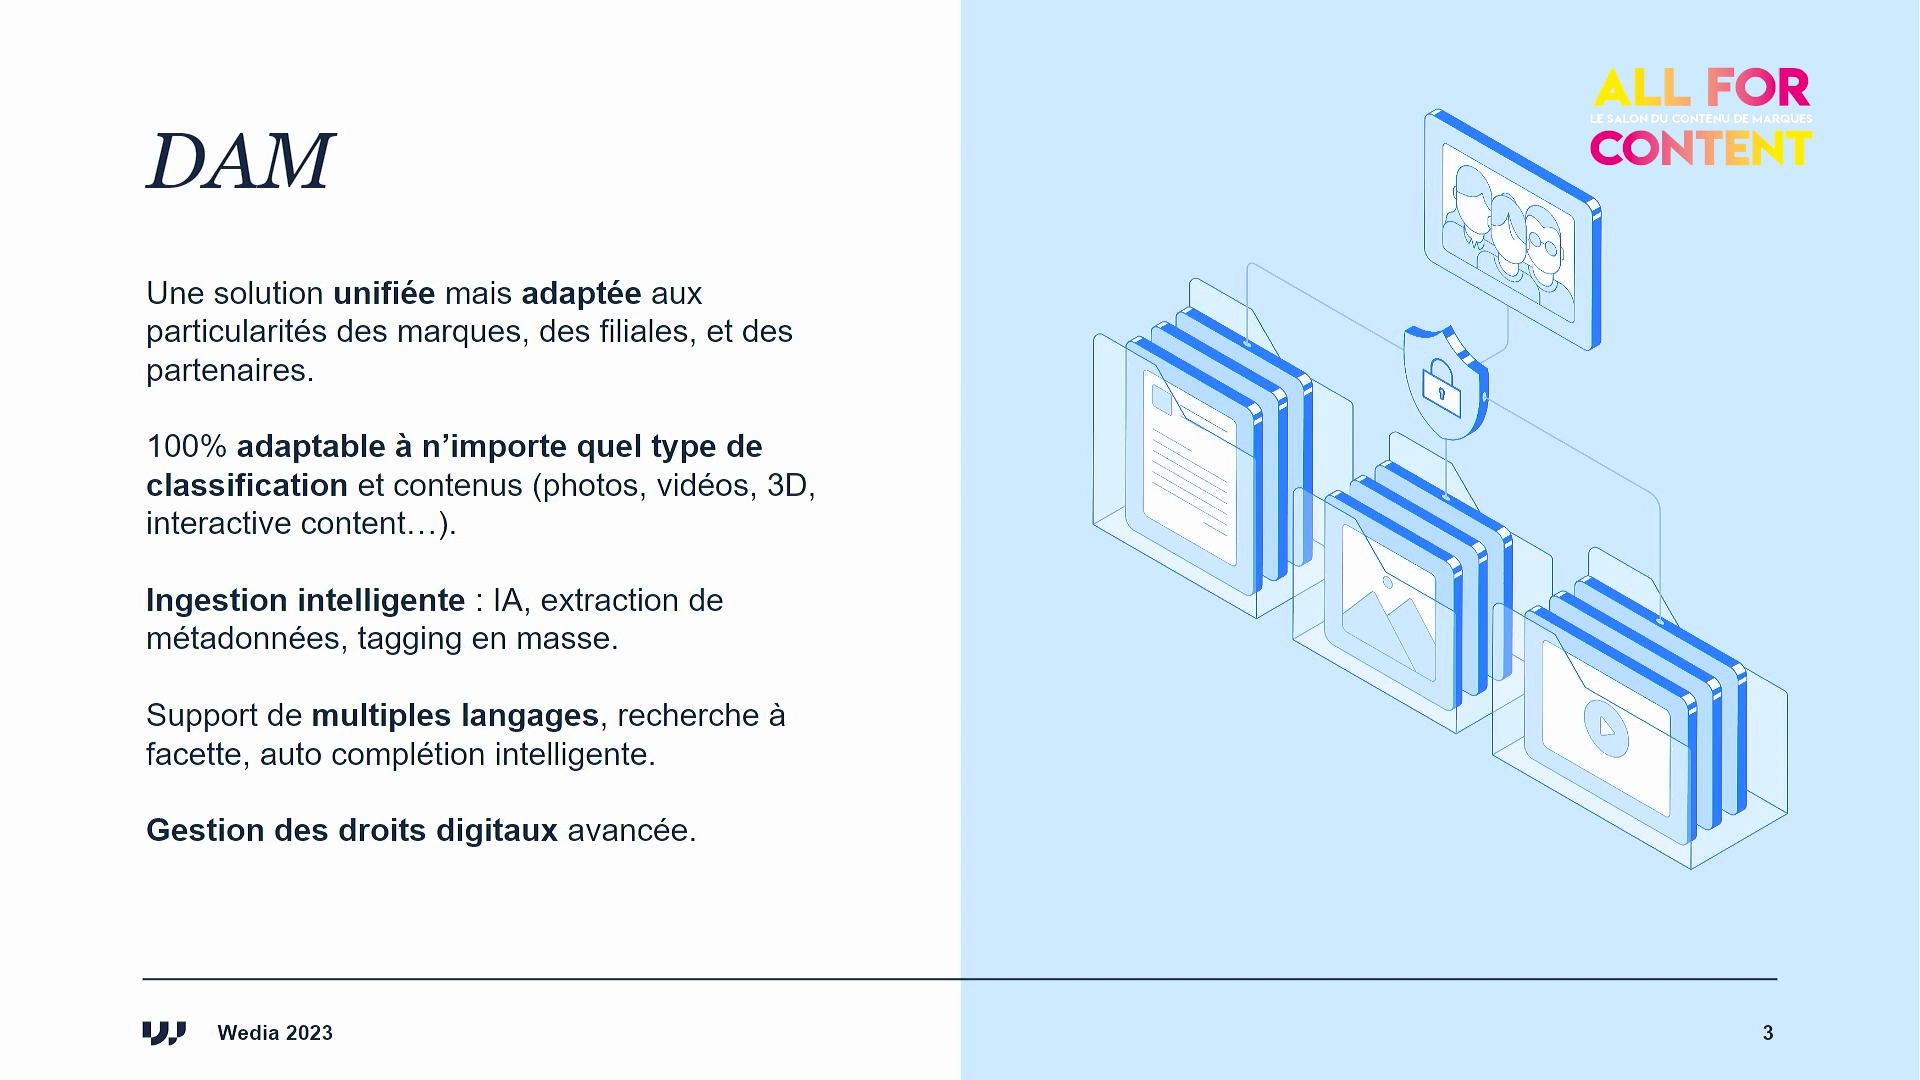 ALL FOR
LE SALON DU CONTENU DE MARQUES
CONTENT
DAM
Une solution unifiée mais adaptée aux
particularités des marques, des filiales, et des
partenaires.
100% adaptable à n’importe quel type de
classification et contenus (photos, vidéos, 3D,
interactive content…).
Ingestion intelligente : IA, extraction de
métadonnées, tagging en masse.
Support de multiples langages, recherche à
facette, auto complétion intelligente.
Gestion des droits digitaux avancée.
Wedia 2023
3